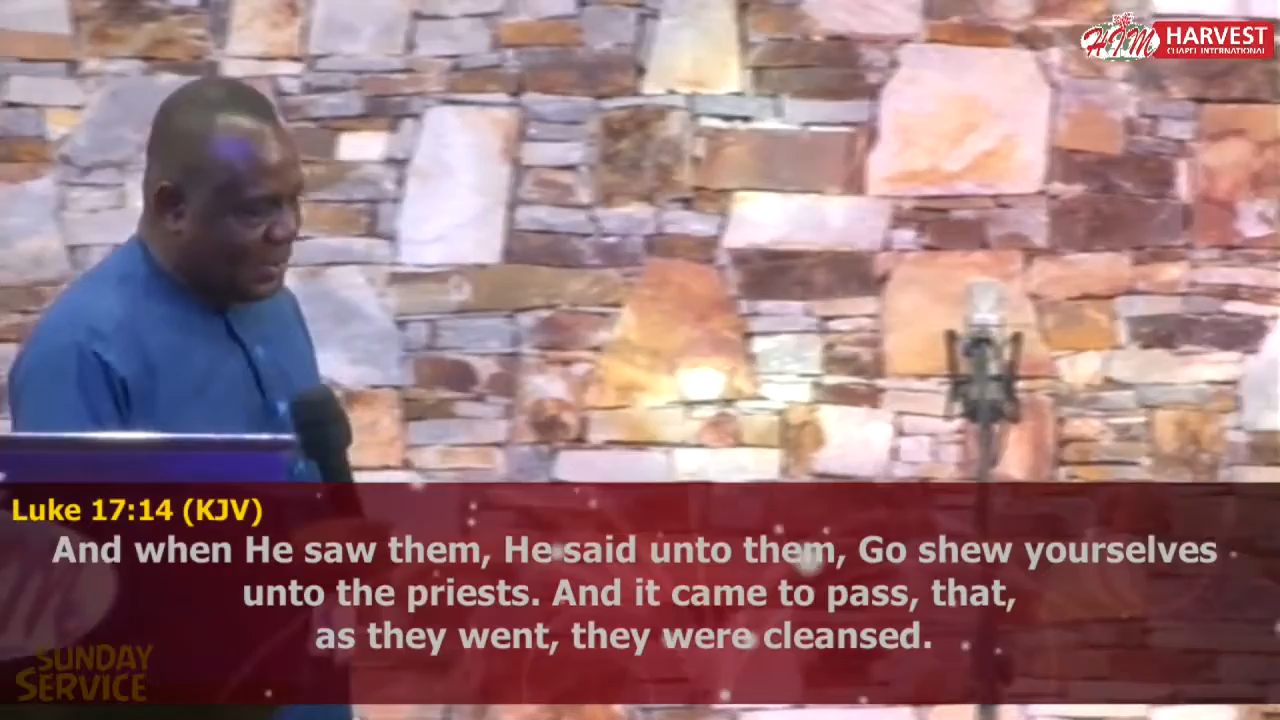 HIM HARVEST
CHAPEL INTERNATIONAL
Luke 17:14 (KJV)
And when He saw them, He said unto them, Go shew yourselves
unto the priests. And it came to pass, that,
as they went, they were cleansed.
SUNDAY
SERVICE